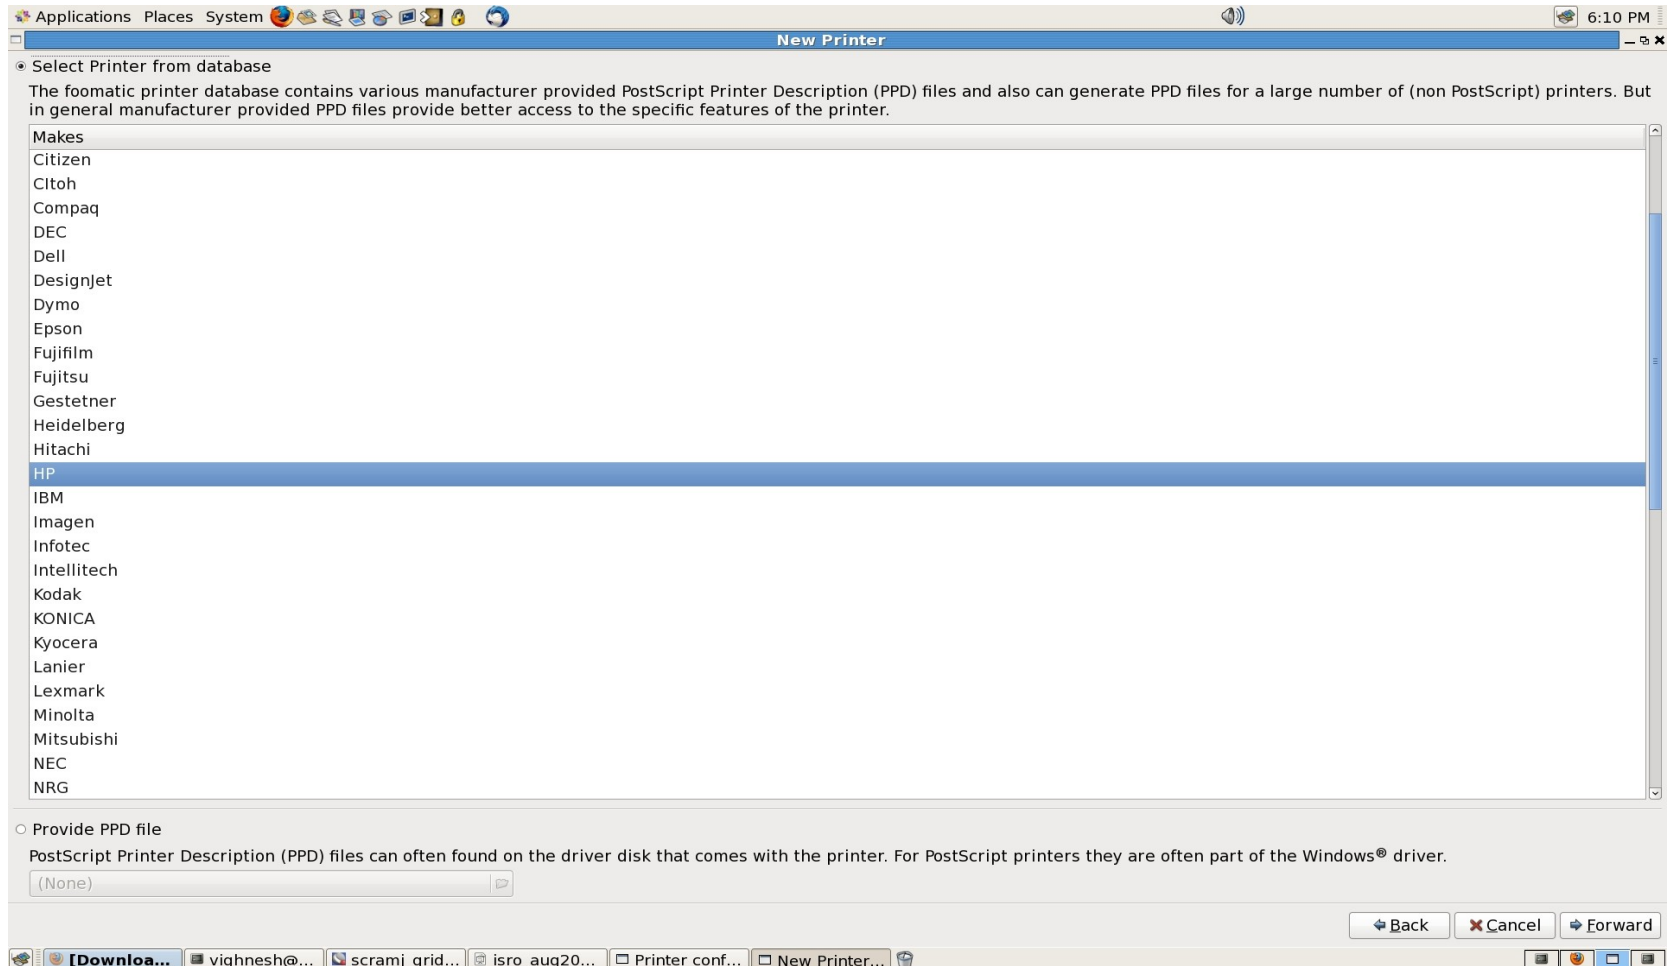 Applications Places System 6:10 PM
New Printer
Select Printer from database
The foomatic printer database contains various manufacturer provided PostScript Printer Description (PPD) files and also can generate PPD files for a large number of (non PostScript) printers. But
in general manufacturer provided PPD files provide better access to the specific features of the printer.
Makes
Citizen
CItoh
Compaq
DEC
Dell
DesignJet
Dymo
Epson
Fujifilm
Fujitsu
Gestetner
Heidelberg
Hitachi
HP
IBM
Imagen
Infotec
Intellitech
Kodak
KONICA
Kyocera
Lanier
Lexmark
Minolta
Mitsubishi
NEC
NRG
Provide PPD file
PostScript Printer Description (PPD) files can often found on the driver disk that comes with the printer. For PostScript printers they are often part of the Windows® driver.
(None)
Back Cancel Forward
[Downloa... vighnesh@... scramj_grid... isro_aug20... Printer conf... New Printer...